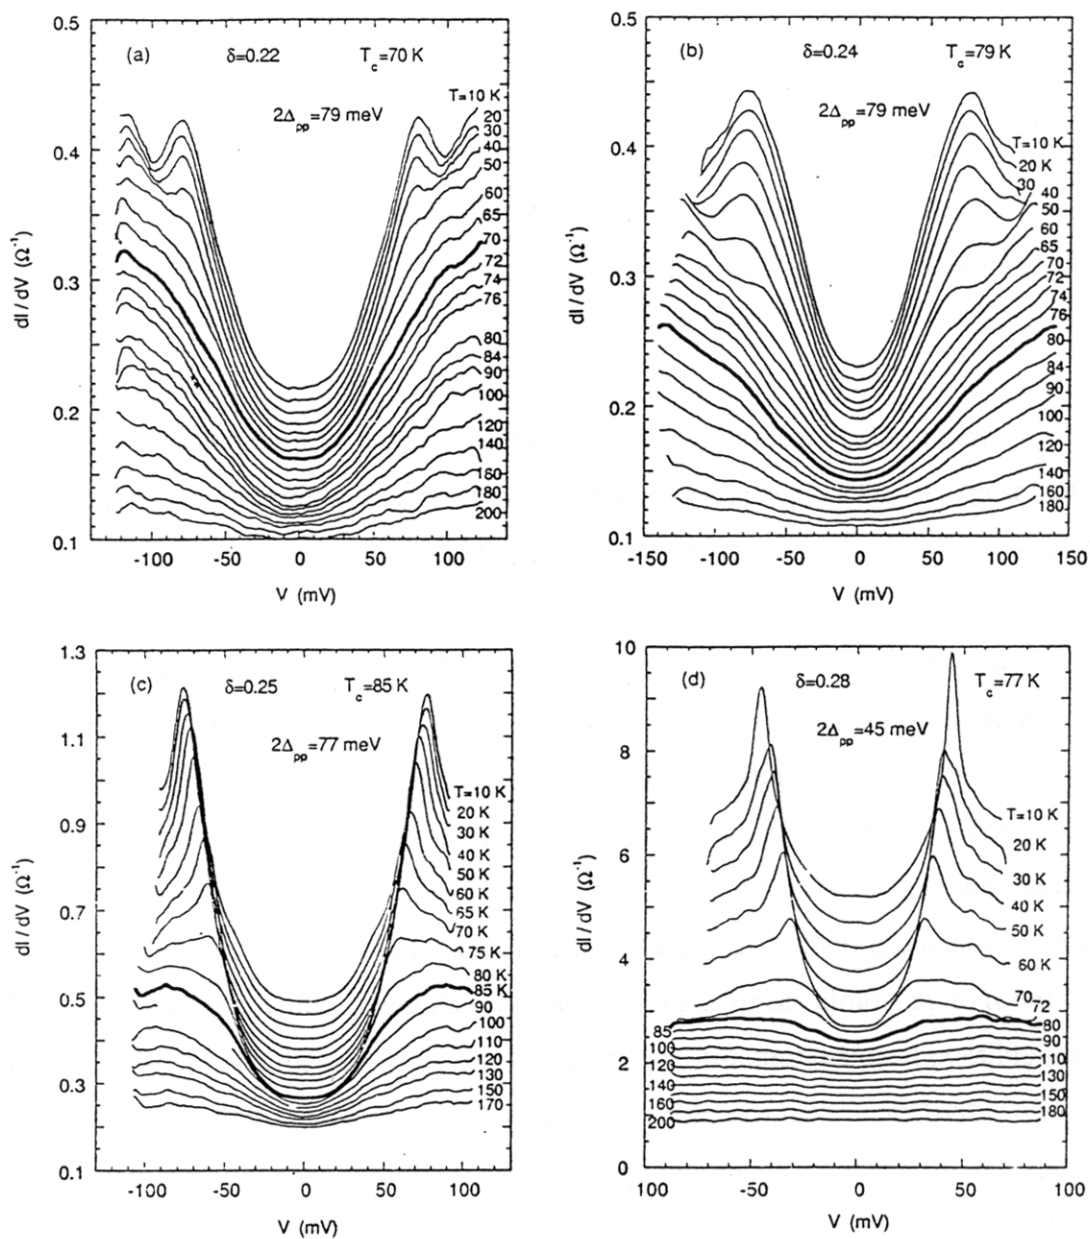 (a) δ=0.22 T_c=70 K
2Δ_pp=79 meV
T=10 K
20
30
40
50
60
65
70
72
74
76
80
84
90
100
120
140
160
180
200
0.5
0.4
0.3
0.2
0.1
dI / dV (Ω⁻¹)
-100 -50 0 50 100
V (mV)
(b) δ=0.24 T_c=79 K
2Δ_pp=79 meV
T=10 K
20 K
30 40
50
60
65
70
72
74
76
80
84
90
100
120
140
160
180
0.5
0.4
0.3
0.2
0.1
dI / dV (Ω⁻¹)
-150 -100 -50 0 50 100 150
V (mV)
(c) δ=0.25 T_c=85 K
2Δ_pp=77 meV
T=10 K
20 K
30 K
40 K
50 K
60 K
65 K
70 K
75 K
80 K
85 K
90
100
110
120
130
150
170
1.3
1.1
0.9
0.7
0.5
0.3
0.1
dI / dV (Ω⁻¹)
-100 -50 0 50 100
V (mV)
(d) δ=0.28 T_c=77 K
2Δ_pp=45 meV
T=10 K
20 K
30 K
40 K
50 K
60 K
70
72
80
85
90
100
110
120
130
140
150
160
180
200
10
8
6
4
2
0
dI / dV (Ω⁻¹)
100 -50 0 50 100
V (mV)